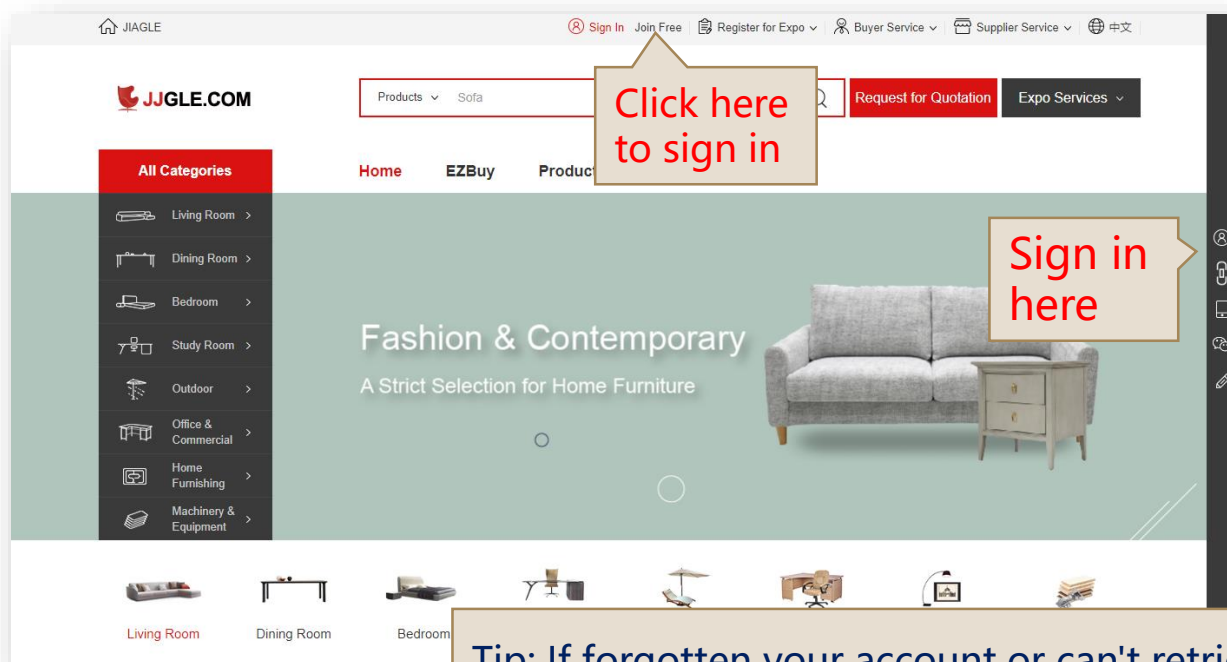 JIAGLE
Sign In Join Free Register for Expo Buyer Service Supplier Service 中文
JJGLE.COM
Products Sofa
Request for Quotation
Expo Services
Click here
to sign in
All Categories
Home EZBuy
Living Room
Dining Room
Bedroom
Study Room
Outdoor
Office &
Commercial
Home
Furnishing
Machinery &
Equipment
Sign in
here
Fashion & Contemporary
A Strict Selection for Home Furniture
Living Room Dining Room Bedroom
Tip: If forgotten your account or can't